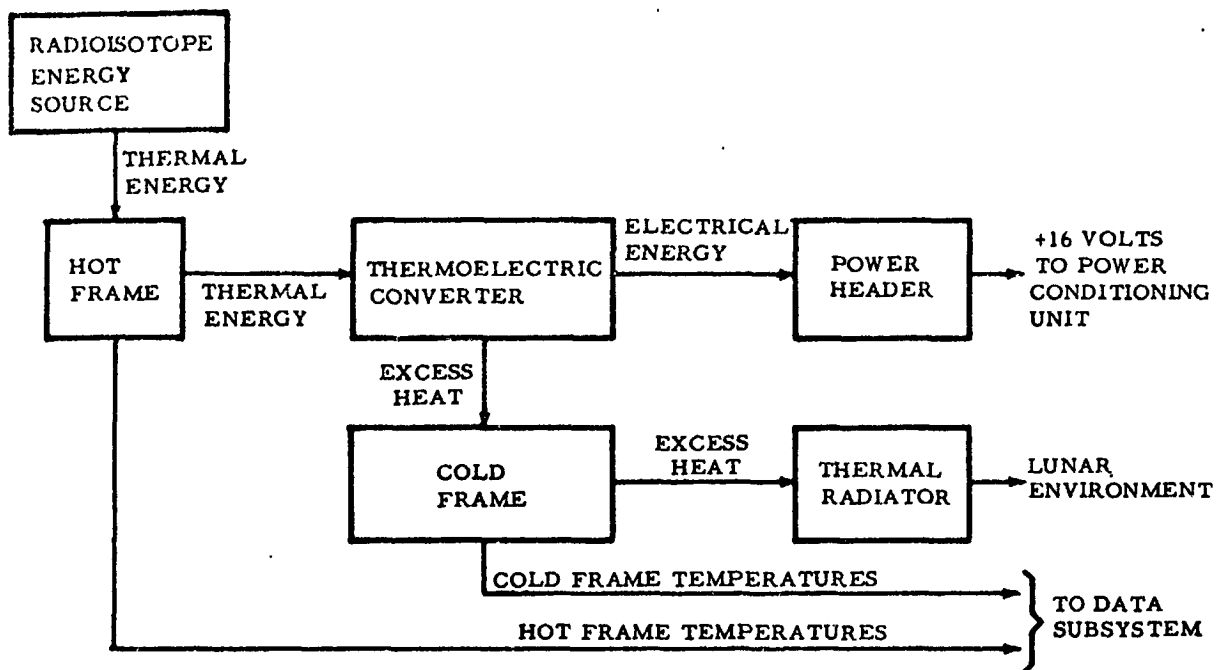 RADIOISOTOPE
ENERGY
SOURCE
THERMAL
ENERGY
HOT
FRAME
THERMAL
ENERGY
THERMOELECTRIC
CONVERTER
ELECTRICAL
ENERGY
POWER
HEADER
+16 VOLTS
TO POWER
CONDITIONING
UNIT
EXCESS
HEAT
COLD
FRAME
EXCESS
HEAT
THERMAL
RADIATOR
LUNAR
ENVIRONMENT
COLD FRAME TEMPERATURES
HOT FRAME TEMPERATURES
TO DATA
SUBSYSTEM